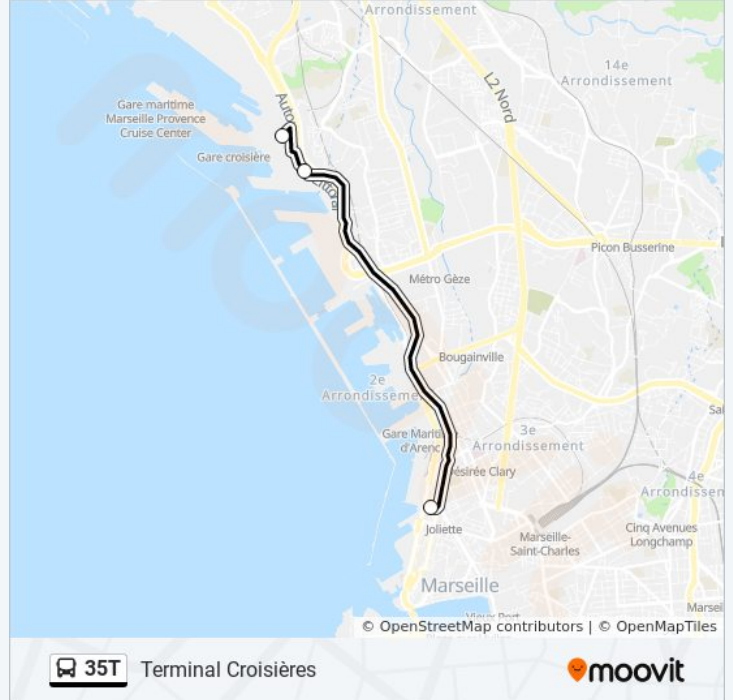 Arrondissement
14e
Arrondissement
L2 Nord
Gare maritime
Marseille Provence
Cruise Center
Gare croisière
Picon Busserine
Métro Gèze
Bougainville
2e
3e
Arrondissement
4e
Arrondissemen
Désirée Clary
Joliette
Cinq Avenues
Longchamp
Marseille-
Saint-Charles
Marseille
© OpenStreetMap contributors | © OpenMapTiles
35T Terminal Croisières
moovit